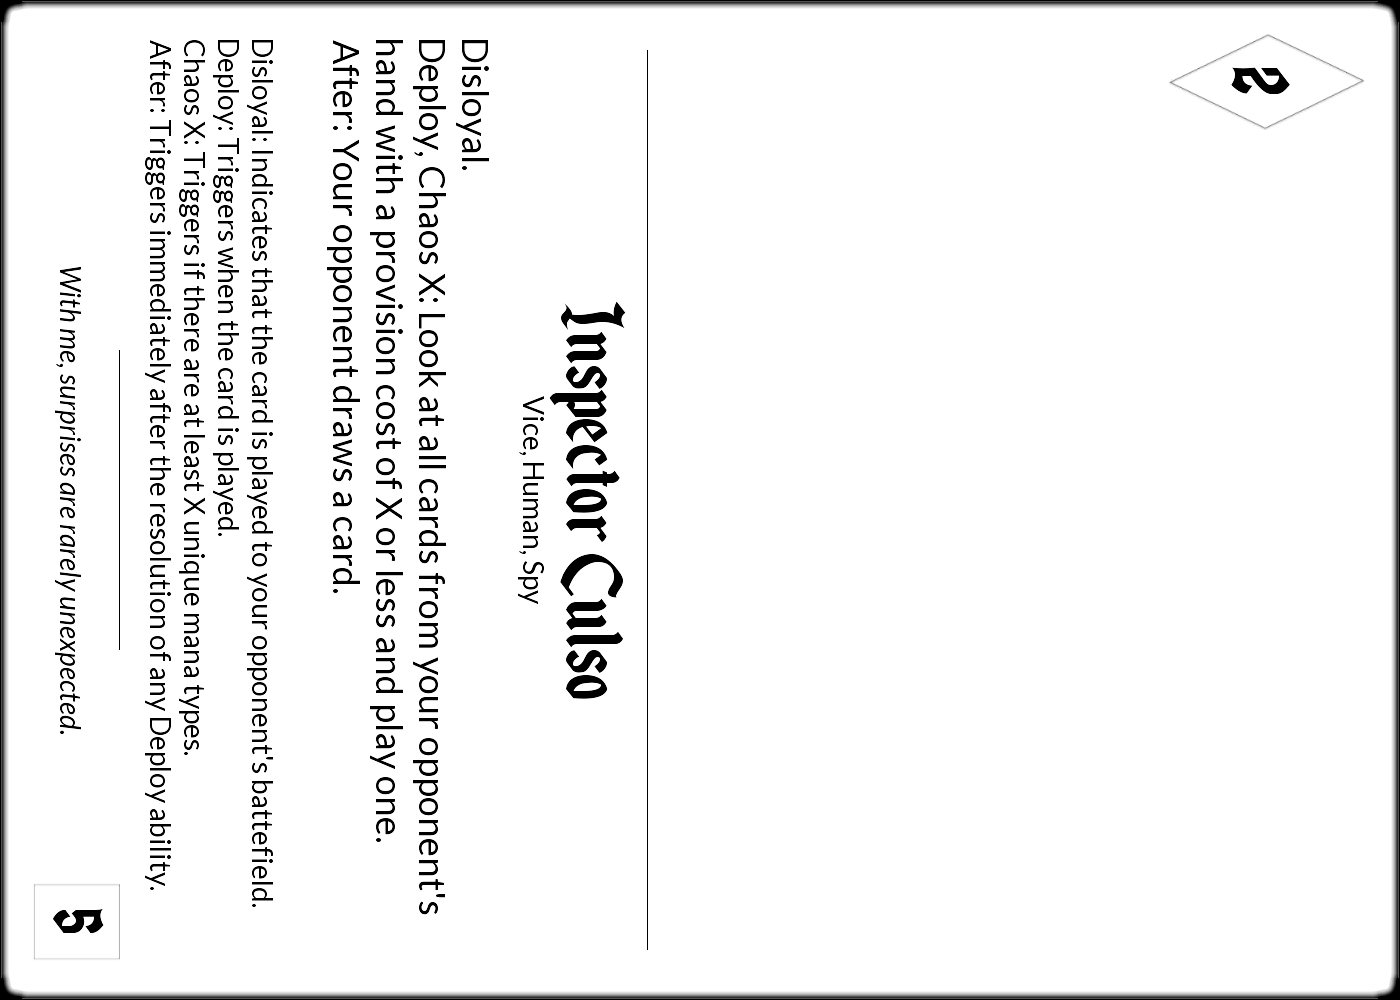 2
Inspector Culso
Vice, Human, Spy
Disloyal.
Deploy, Chaos X: Look at all cards from your opponent's
hand with a provision cost of X or less and play one.
After: Your opponent draws a card.
Disloyal: Indicates that the card is played to your opponent's battefield.
Deploy: Triggers when the card is played.
Chaos X: Triggers if there are at least X unique mana types.
After: Triggers immediately after the resolution of any Deploy ability.
With me, surprises are rarely unexpected.
5